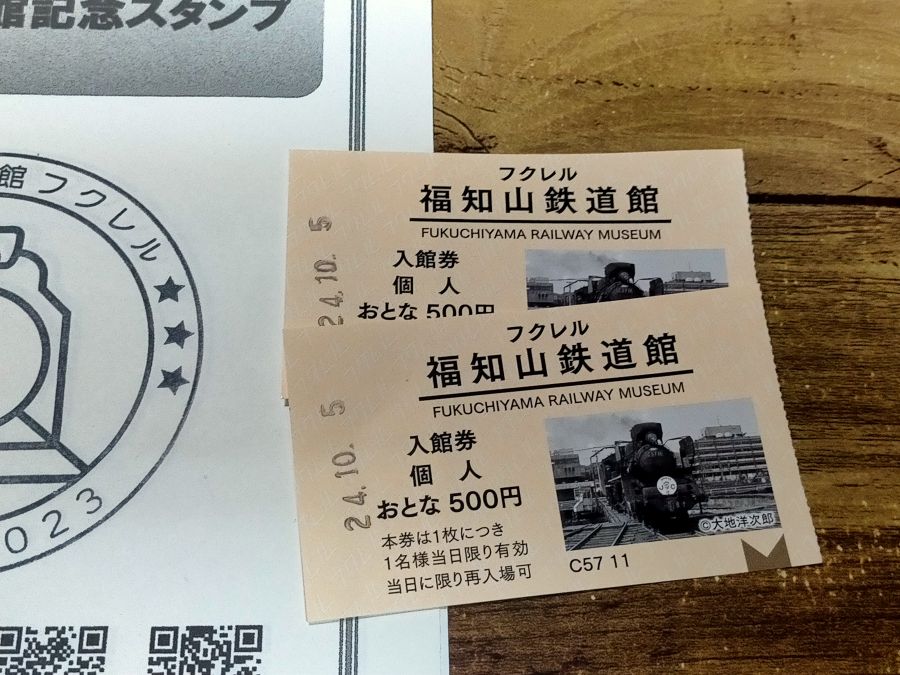 館記念スタンプ
館フクレル ★★★
023
フクレル
福知山鉄道館
FUKUCHIYAMA RAILWAY MUSEUM
入館券
個人
おとな 500円
24.10.5
フクレル
福知山鉄道館
FUKUCHIYAMA RAILWAY MUSEUM
入館券
個人
おとな 500円
本券は1枚につき
1名様当日限り有効
当日に限り再入場可
24.10.5
©大地洋次郎
C57 11